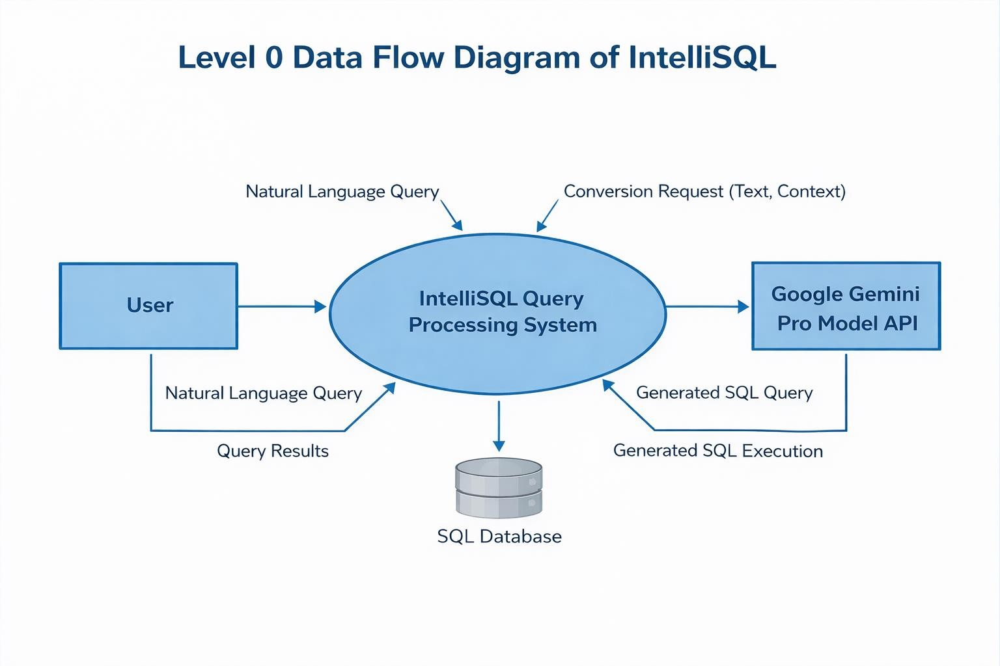 Level 0 Data Flow Diagram of IntelliSQL
Natural Language Query
Conversion Request (Text, Context)
User
IntelliSQL Query
Processing System
Google Gemini
Pro Model API
Natural Language Query
Generated SQL Query
Query Results
Generated SQL Execution
SQL Database